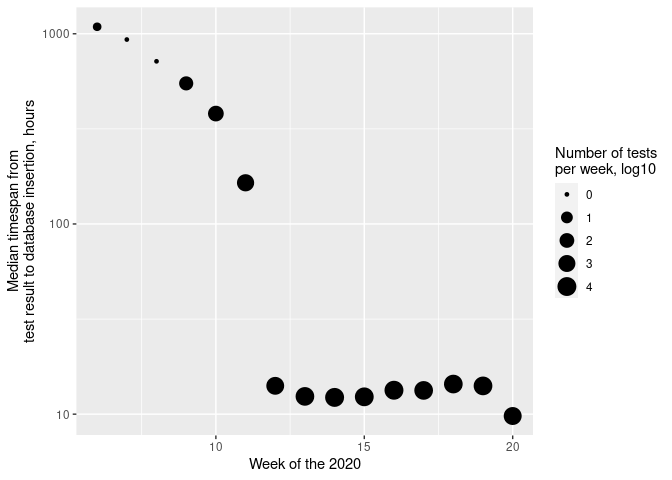 1000
100
10
Median timespan from
test result to database insertion, hours
10
15
20
Week of the 2020
Number of tests
per week, log10
0
1
2
3
4